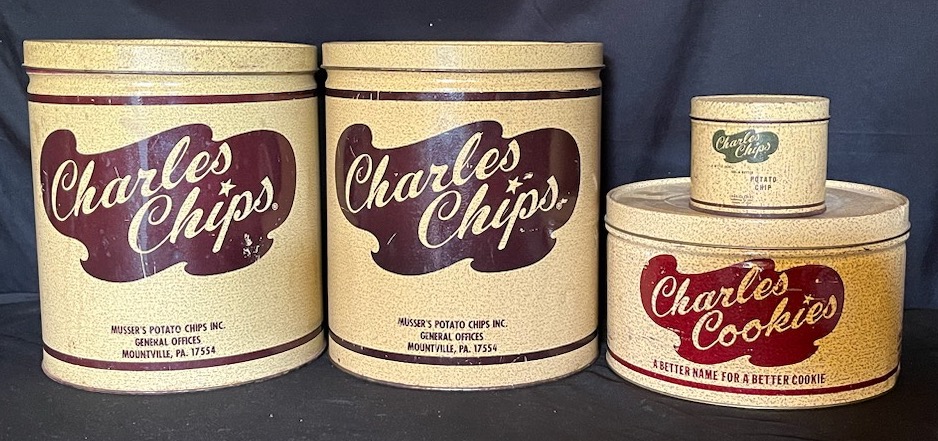 Charles
Chips®
MUSSER'S POTATO CHIPS INC.
GENERAL OFFICES
MOUNTVILLE, PA. 17554
Charles
Chips
MUSSER'S POTATO CHIPS INC.
GENERAL OFFICES
MOUNTVILLE, PA. 17554
Charles
Chips
POTATO
CHIP
Charles
Cookies
A BETTER NAME FOR A BETTER COOKIE